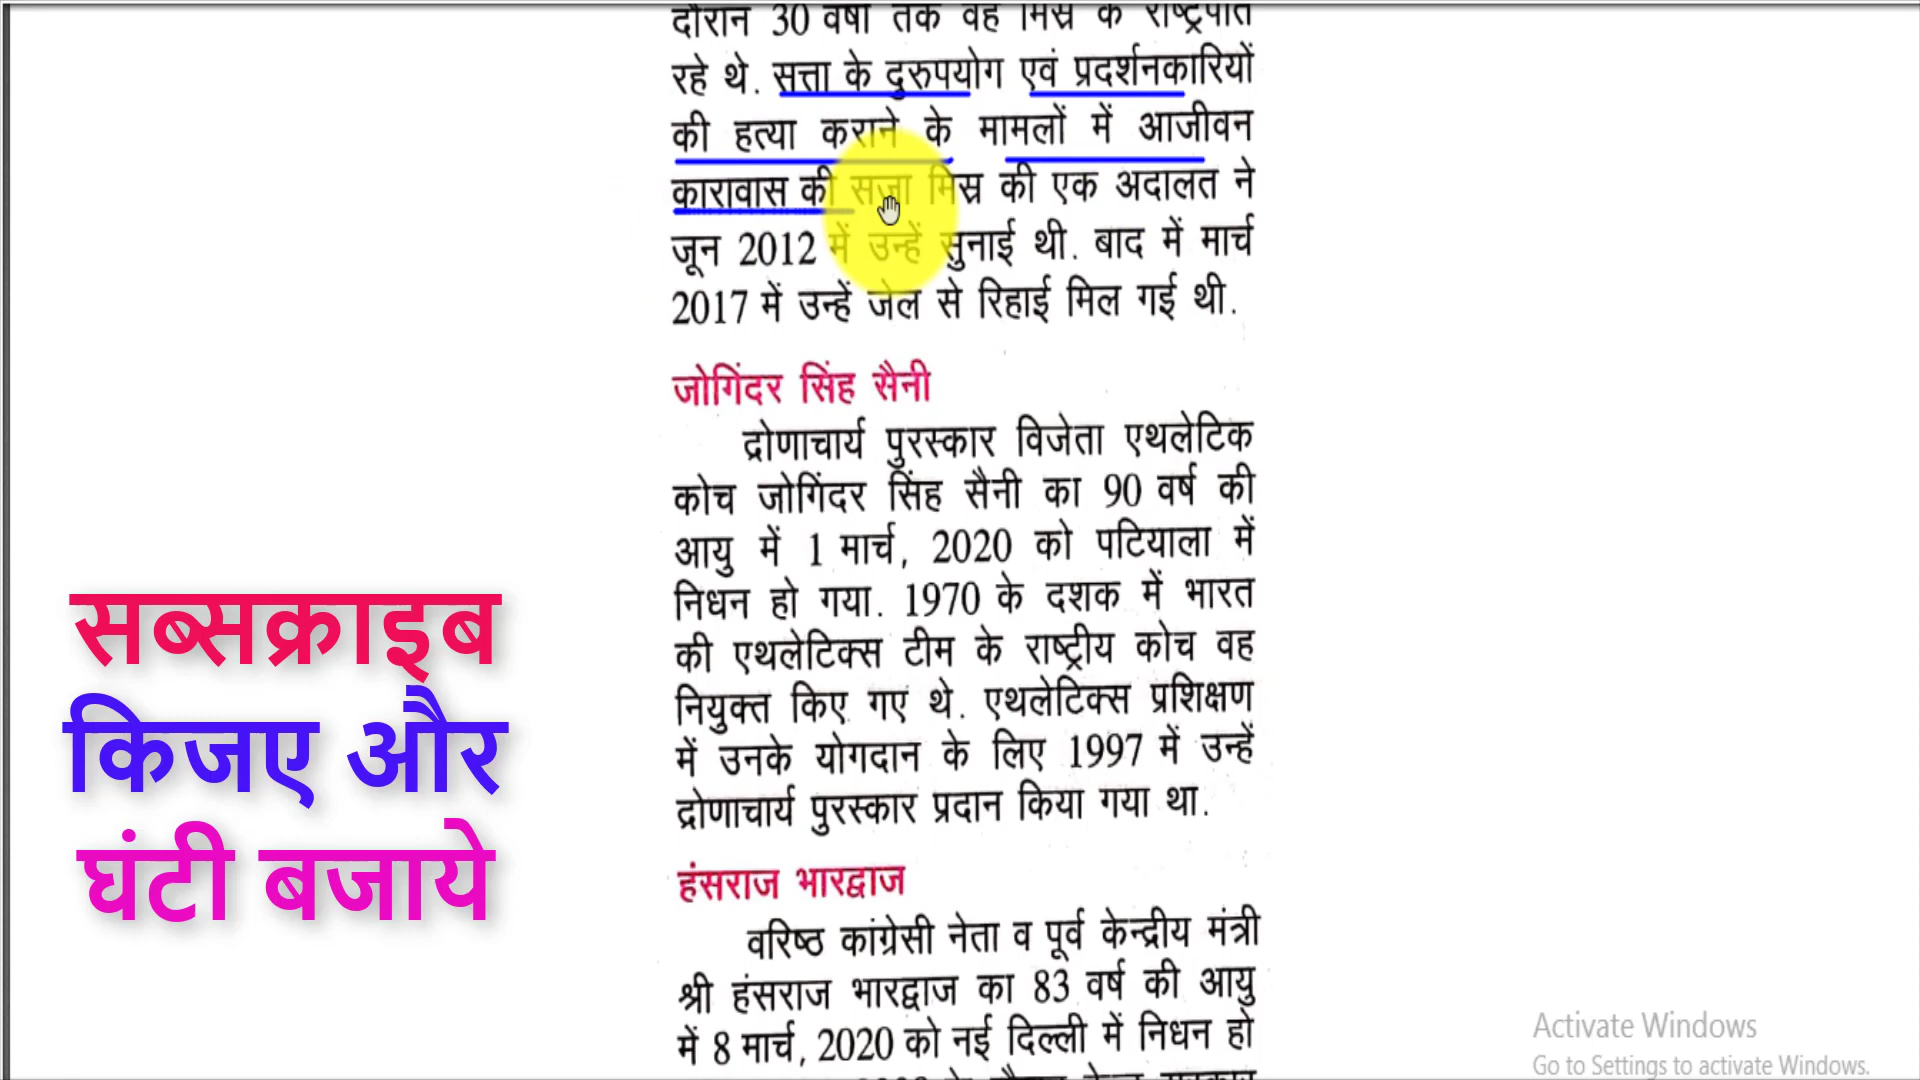 दौरान 30 वर्षों तक वह मिस्र के राष्ट्रपति
रहे थे. सत्ता के दुरुपयोग एवं प्रदर्शनकारियों
की हत्या कराने के मामलों में आजीवन
कारावास की सजा मिस्र की एक अदालत ने
जून 2012 में उन्हें सुनाई थी. बाद में मार्च
2017 में उन्हें जेल से रिहाई मिल गई थी.
जोगिंदर सिंह सैनी
द्रोणाचार्य पुरस्कार विजेता एथलेटिक
कोच जोगिंदर सिंह सैनी का 90 वर्ष की
आयु में 1 मार्च, 2020 को पटियाला में
निधन हो गया. 1970 के दशक में भारत
की एथलेटिक्स टीम के राष्ट्रीय कोच वह
नियुक्त किए गए थे. एथलेटिक्स प्रशिक्षण
में उनके योगदान के लिए 1997 में उन्हें
द्रोणाचार्य पुरस्कार प्रदान किया गया था.
हंसराज भारद्वाज
वरिष्ठ कांग्रेसी नेता व पूर्व केन्द्रीय मंत्री
श्री हंसराज भारद्वाज का 83 वर्ष की आयु
में 8 मार्च, 2020 को नई दिल्ली में निधन हो
सब्सक्राइब
किजए और
घंटी बजाये
Activate Windows
Go to Settings to activate Windows.